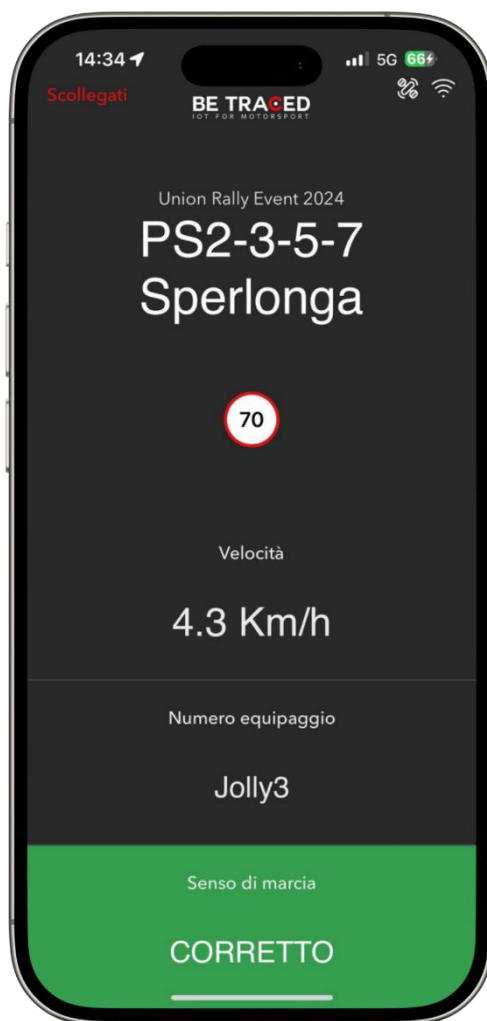 14:34 5G 66
Scollegati
BE TRACED
IOT FOR MOTORSPORT
Union Rally Event 2024
PS2-3-5-7
Sperlonga
70
Velocità
4.3 Km/h
Numero equipaggio
Jolly3
Senso di marcia
CORRETTO